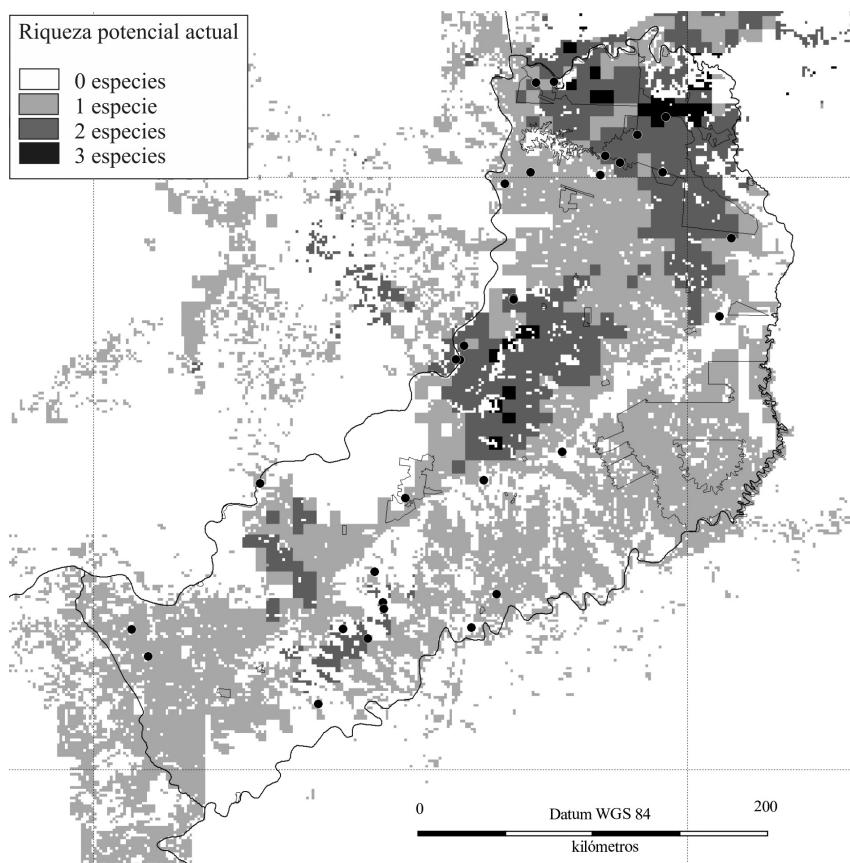 Riqueza potencial actual
0 especies
1 especie
2 especies
3 especies
0 Datum WGS 84 200
kilómetros